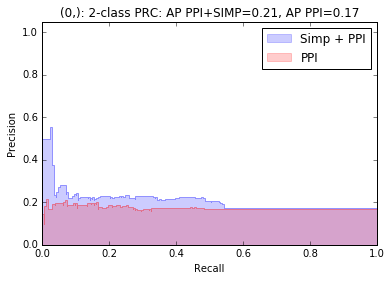 (0,): 2-class PRC: AP PPI+SIMP=0.21, AP PPI=0.17
Simp + PPI
PPI
1.0
0.8
0.6
0.4
0.2
0.0
Precision
0.0 0.2 0.4 0.6 0.8 1.0
Recall